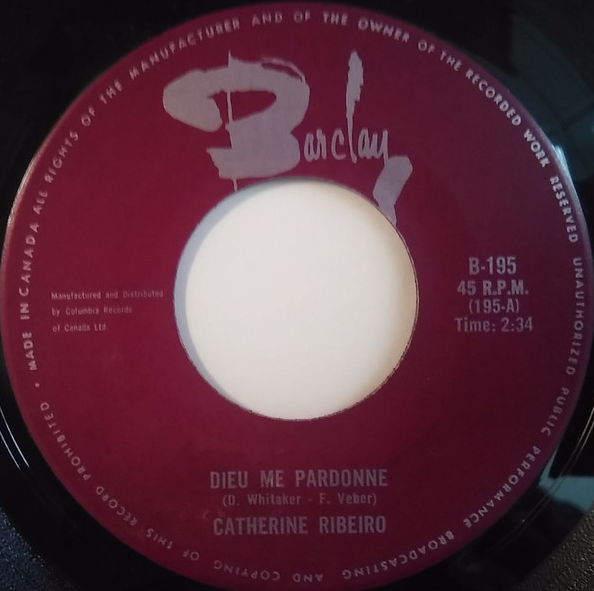 MADE IN CANADA ALL RIGHTS OF THE MANUFACTURER AND OF THE OWNER OF THE RECORDED WORK RESERVED UNAUTHORIZED PUBLIC PERFORMANCE BROADCASTING AND COPYING OF THIS RECORD PROHIBITED •
Barclay
B-195
45 R.P.M.
(195-A)
Time: 2:34
Manufactured and Distributed
by Columbia Records
of Canada Ltd.
DIEU ME PARDONNE
(D. Whitaker - F. Veber)
CATHERINE RIBEIRO